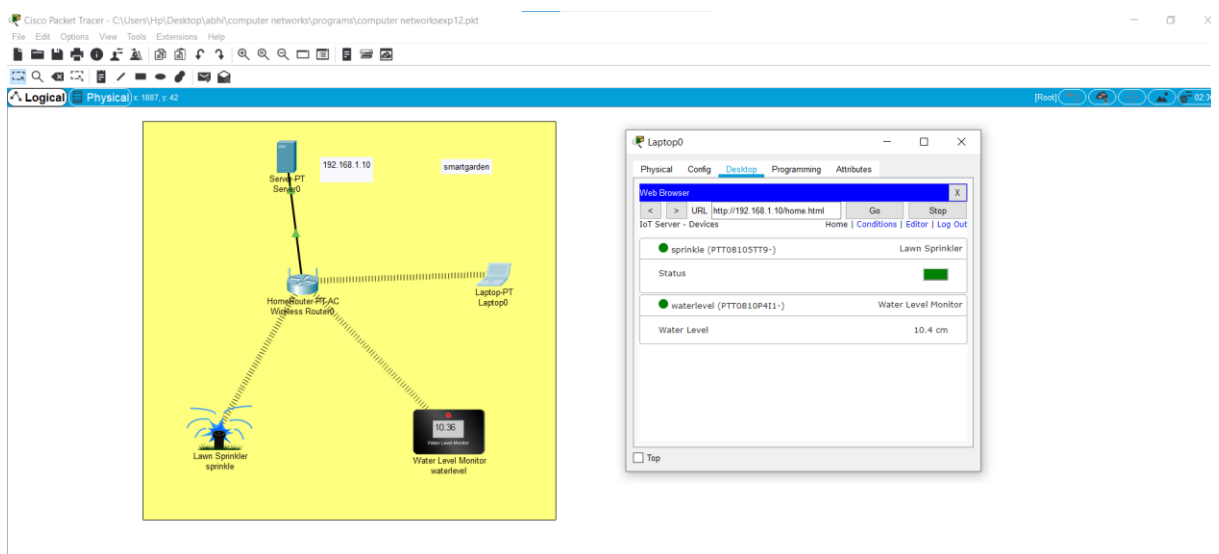 Cisco Packet Tracer - C:\Users\Hp\Desktop\abhi\computer networks\programs\computer networksexp12.pkt
File Edit Options View Tools Extensions Help
Logical Physical x: 1887, y: 42 [Root]
192.168.1.10
smartgarden
Server-PT
Server0
HomeRouter-PT-AC
Wireless Router0
Laptop-PT
Laptop0
10.36
Water Level Monitor
Lawn Sprinkler
sprinkle
Water Level Monitor
waterlevel
Laptop0
Physical Config Desktop Programming Attributes
Web Browser X
< > URL http://192.168.1.10/home.html Go Stop
IoT Server - Devices Home | Conditions | Editor | Log Out
sprinkle (PTT08105TT9-) Lawn Sprinkler
Status
waterlevel (PTT0810P4I1-) Water Level Monitor
Water Level 10.4 cm
Top